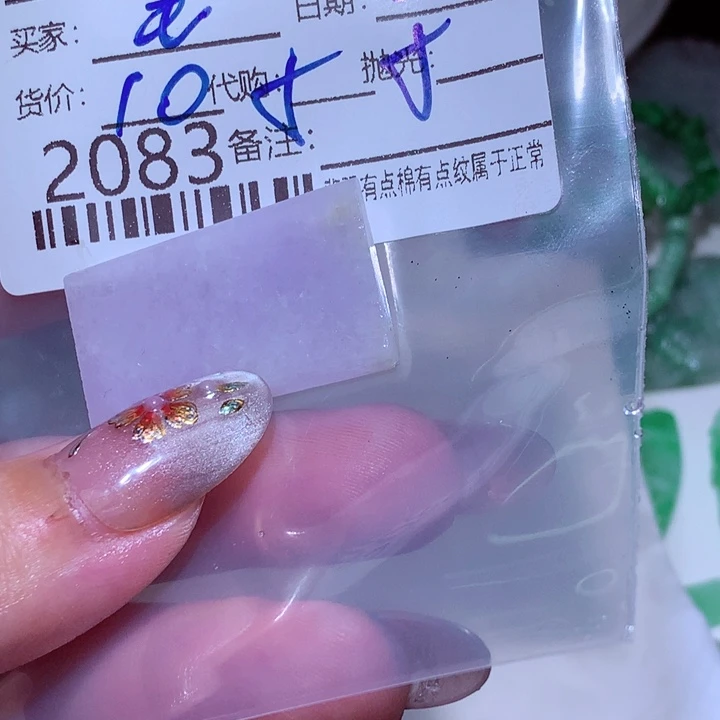 买家： 日期：
货价：10 代购 抛光：
2083 备注：
有点棉有点纹属于正常